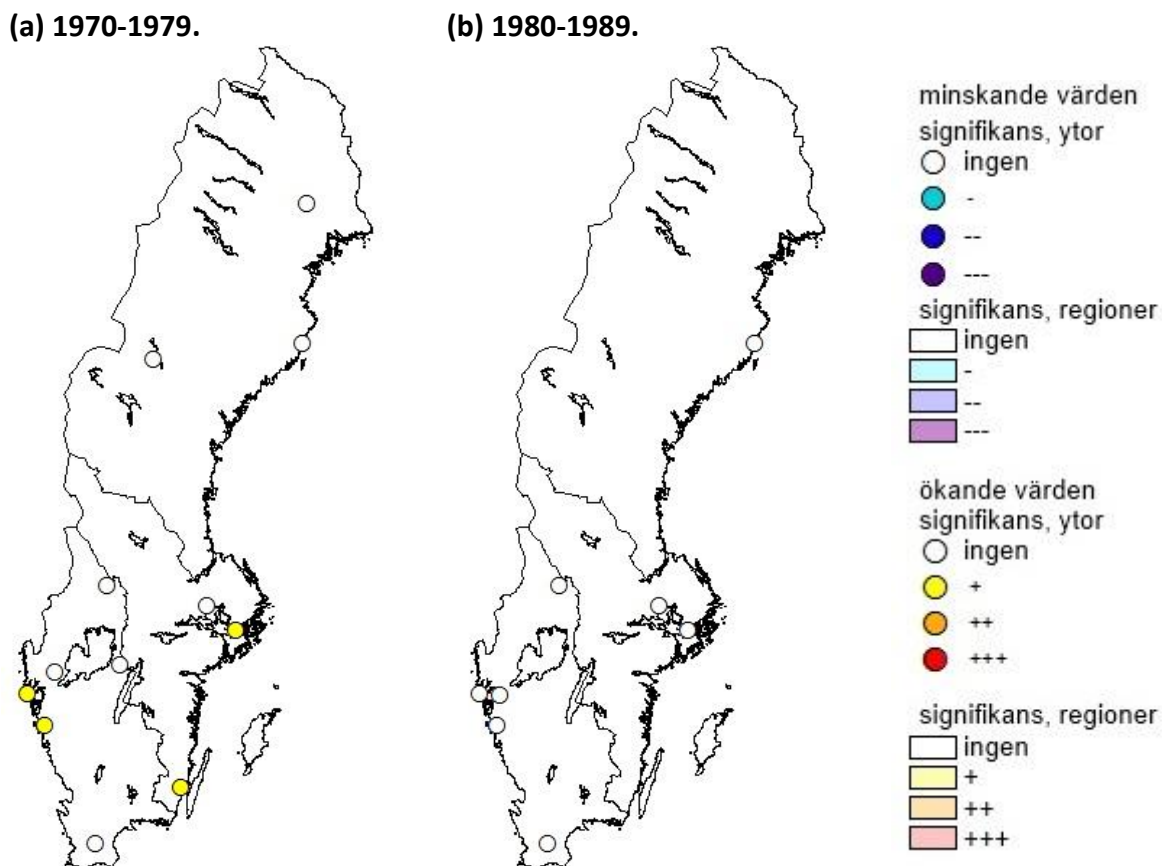 (a) 1970-1979.
(b) 1980-1989.
minskande värden
signifikans, ytor
ingen
-
--
---
signifikans, regioner
ingen
-
--
---
ökande värden
signifikans, ytor
ingen
+
++
+++
signifikans, regioner
ingen
+
++
+++